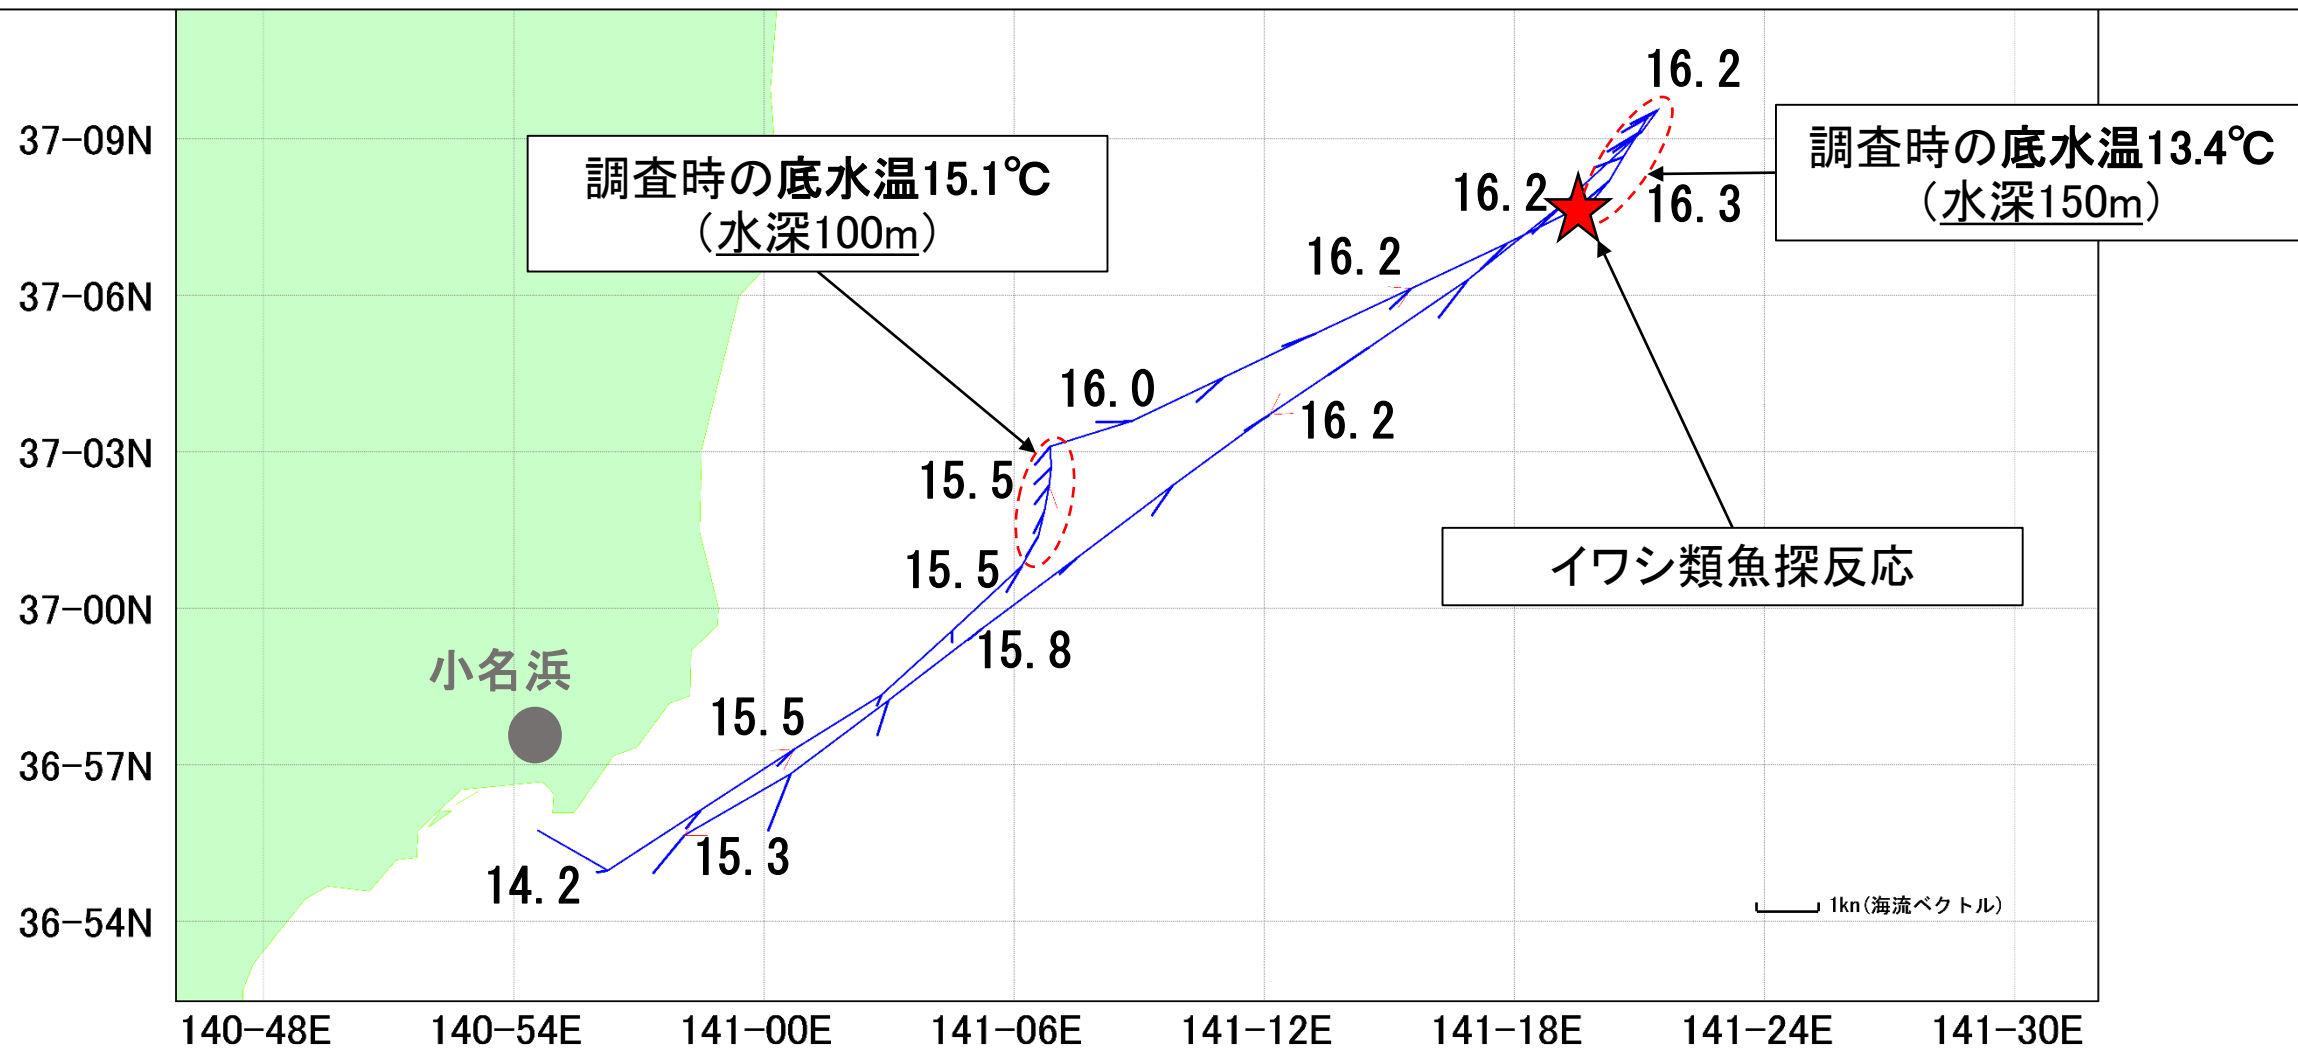 16.2
37-09N
調査時の底水温15.1℃
（水深100m）
調査時の底水温13.4℃
（水深150m）
16.2
16.3
16.2
37-06N
16.0
16.2
37-03N
15.5
15.5
イワシ類魚探反応
37-00N
15.8
小名浜
15.5
36-57N
15.3
14.2
1kn(海流ベクトル)
36-54N
140-48E
140-54E
141-00E
141-06E
141-12E
141-18E
141-24E
141-30E